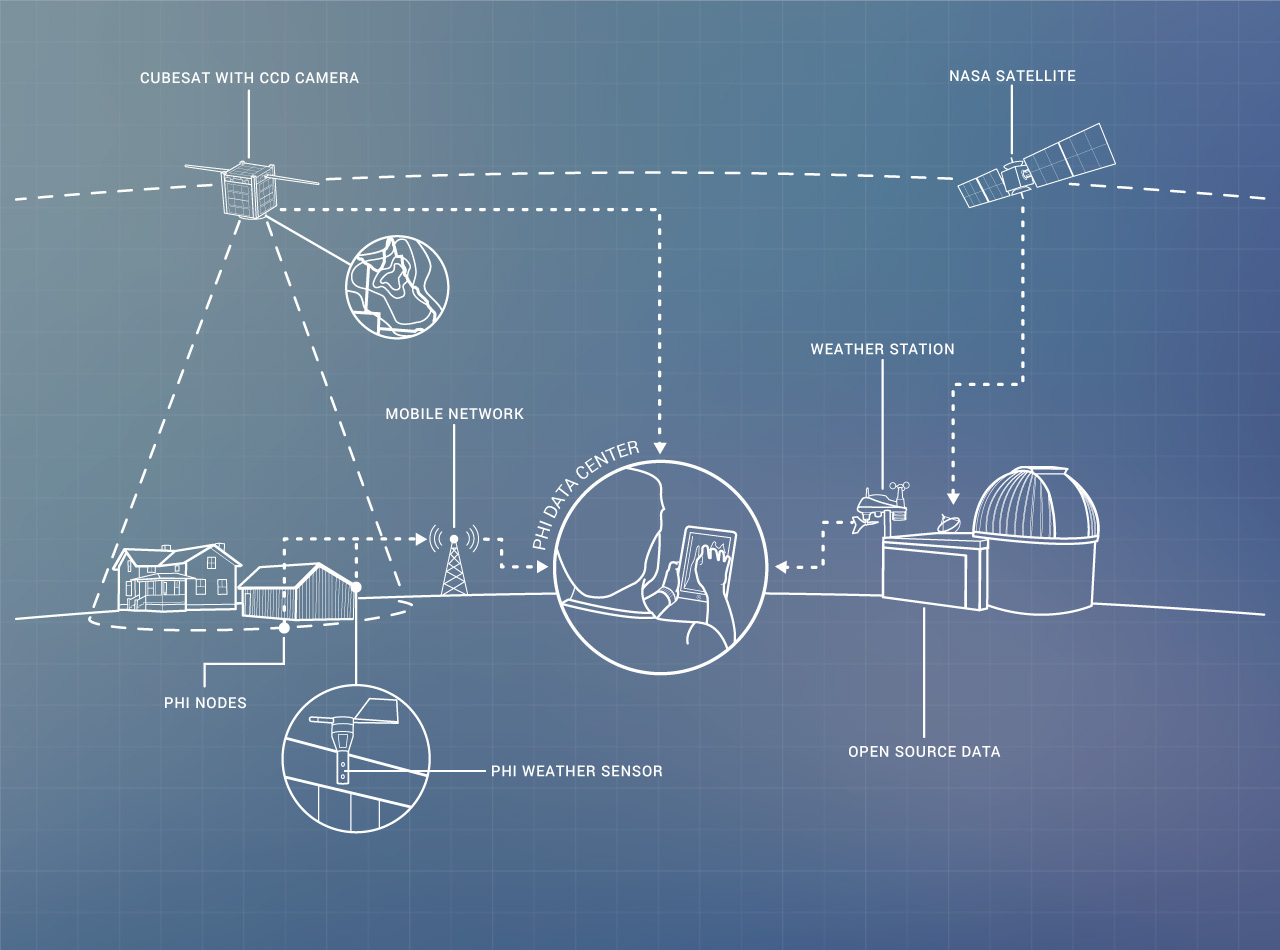 CUBESAT WITH CCD CAMERA
NASA SATELLITE
WEATHER STATION
MOBILE NETWORK
PHI DATA CENTER
PHI NODES
OPEN SOURCE DATA
PHI WEATHER SENSOR